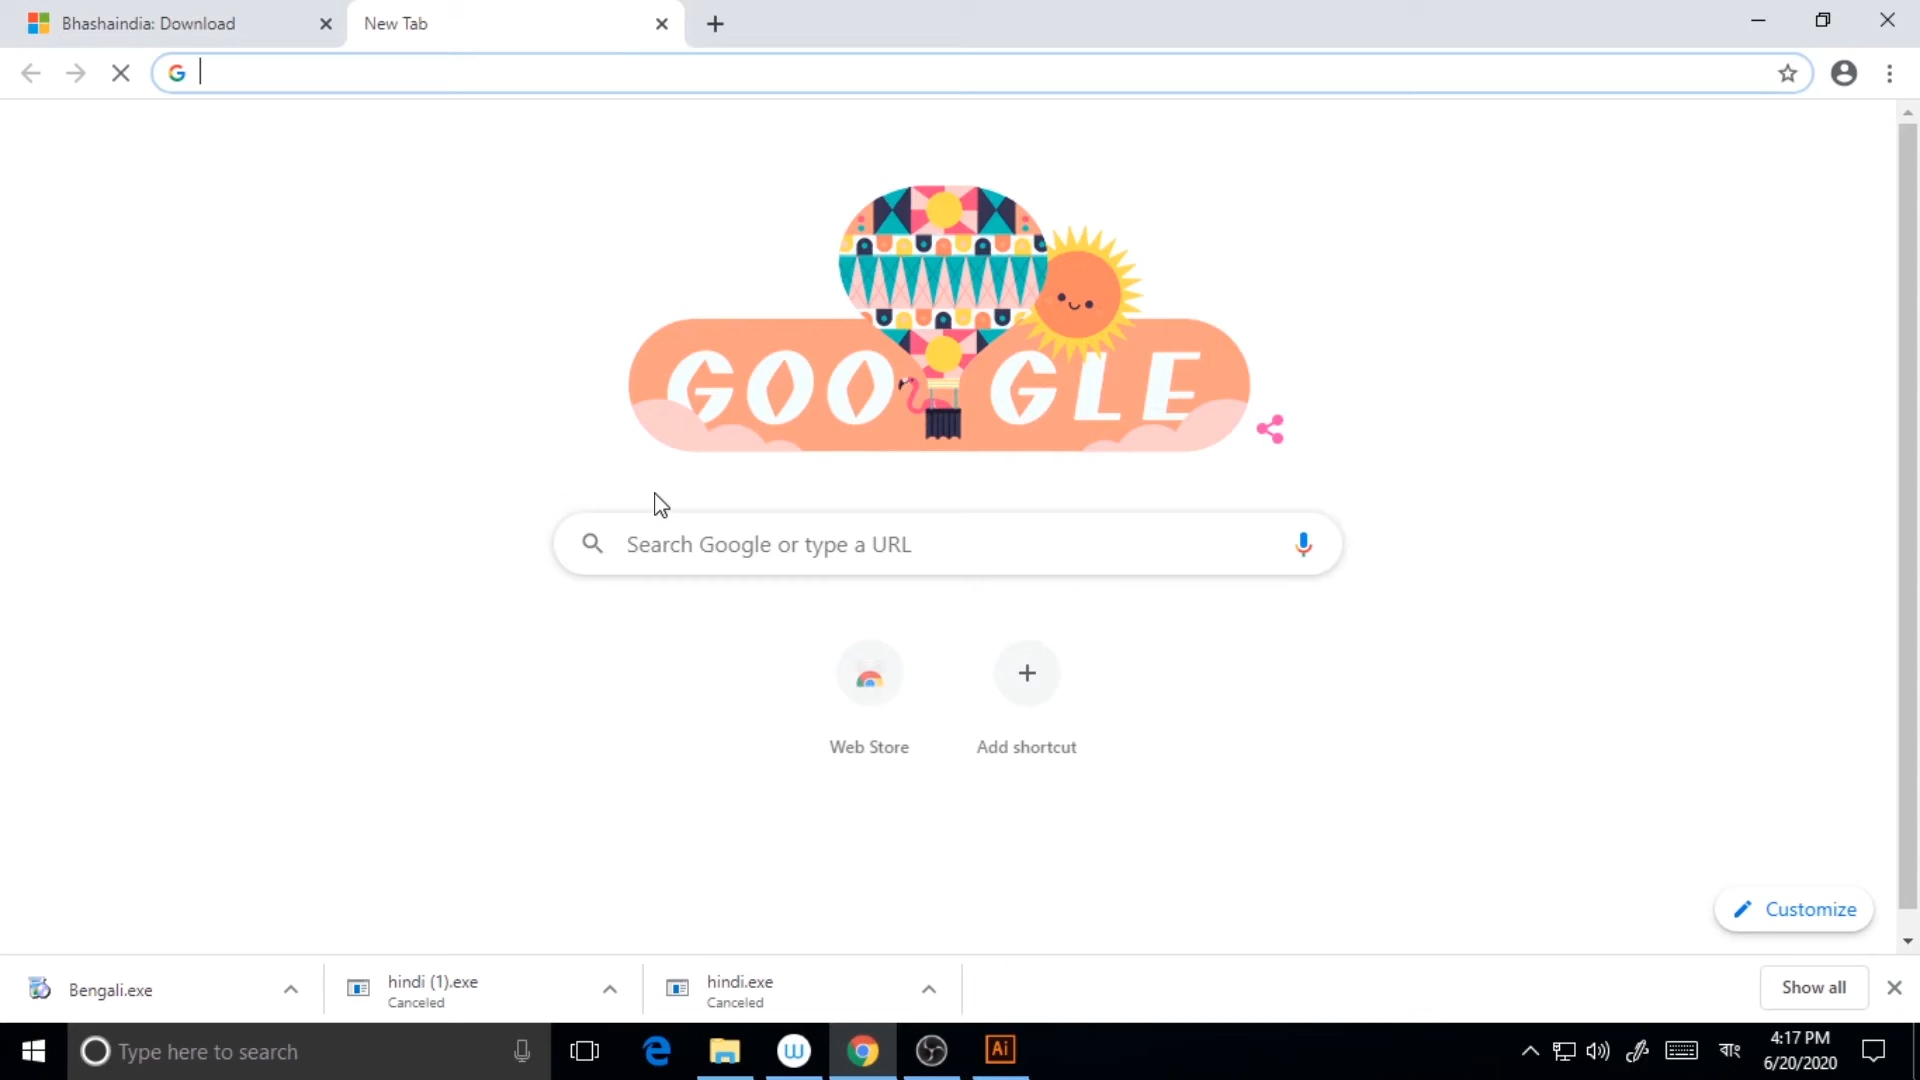 Bhashaindia: Download
New Tab
GOOGLE
Search Google or type a URL
Web Store
Add shortcut
Customize
Bengali.exe
hindi (1).exe
Canceled
hindi.exe
Canceled
Show all
Type here to search
Ai
বাং
4:17 PM
6/20/2020